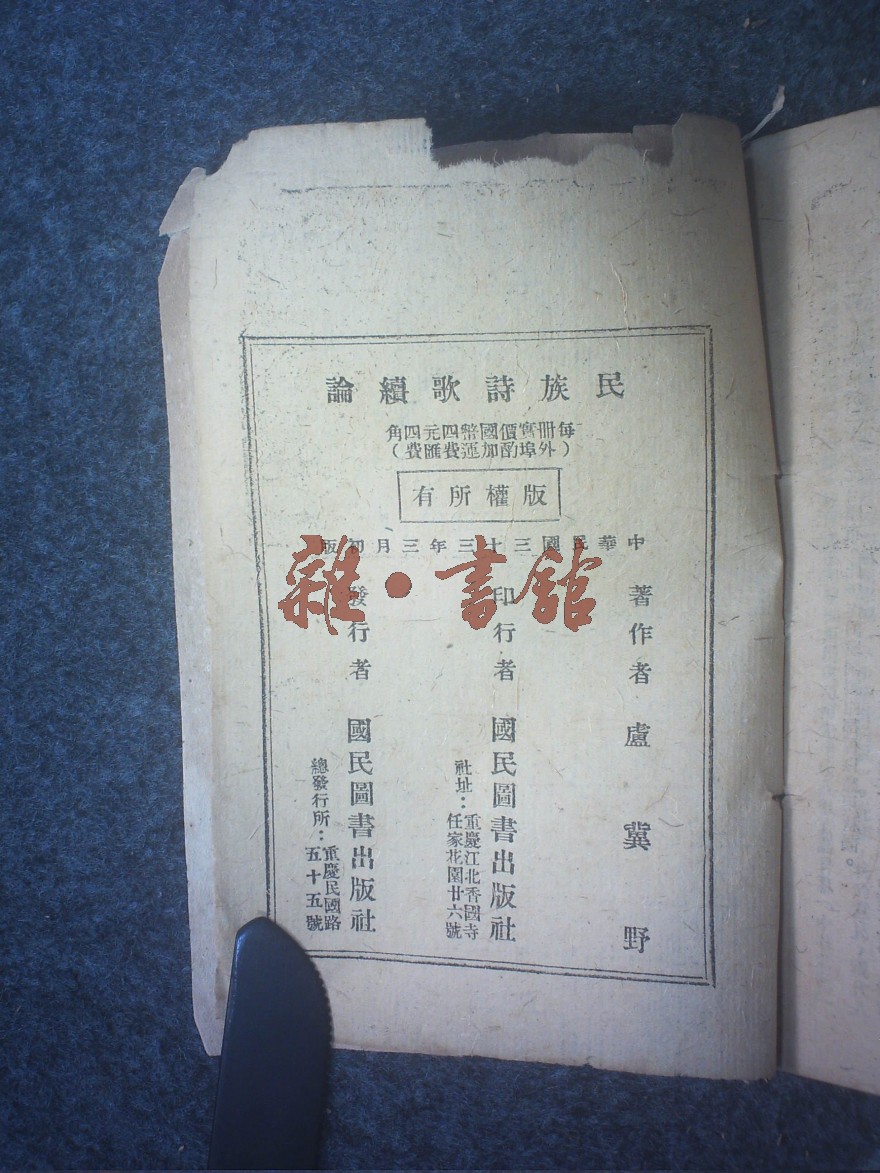 民族詩歌續論
每冊實價國幣四元四角
（外埠酌加運費匯費）
版權所有
中華民國三十三年三月初版
著作者 盧冀野
印行者 國民圖書出版社
社址：重慶江北香國寺
任家花園廿六號
發行者 國民圖書出版社
總發行所：重慶民國路
五十五號
雜·書館